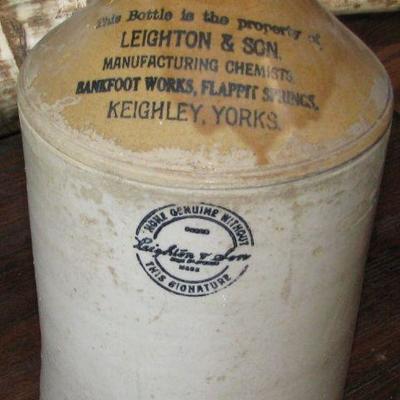 This Bottle is the property of
LEIGHTON & SON,
MANUFACTURING CHEMISTS.
BANKFOOT WORKS, FLAPPIT SPRINGS,
KEIGHLEY, YORKS.
NONE GENUINE WITHOUT
Leighton & Son
THIS SIGNATURE